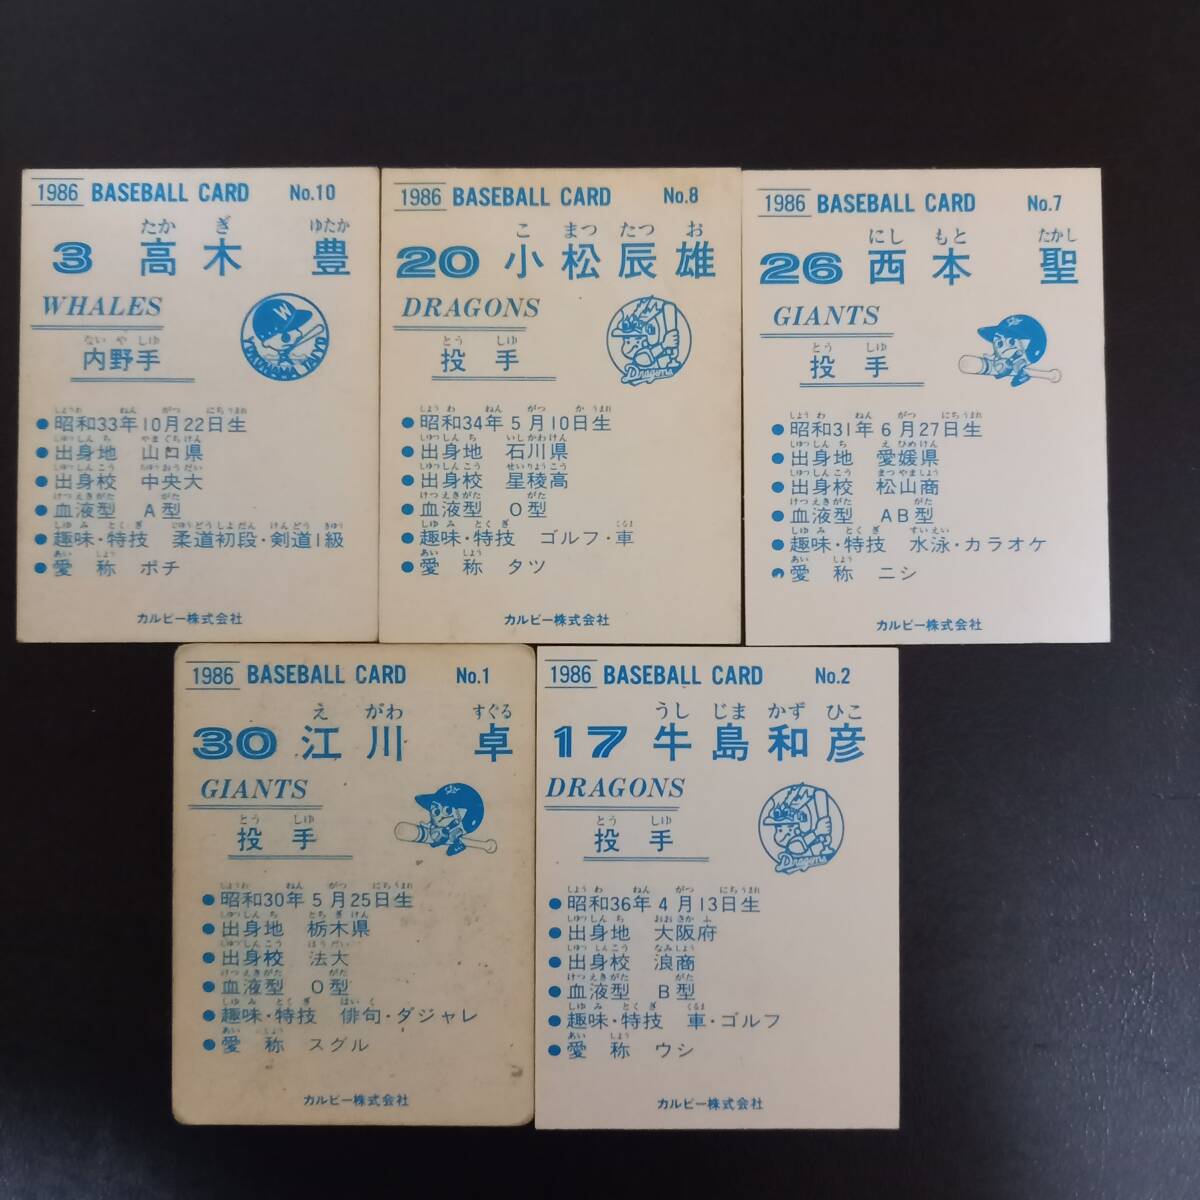 1986 BASEBALL CARD No.10
たか ぎ ゆたか
3 高木 豊
WHALES
ない や しゆ
内野手
W
YOKOHAMA TAIYO
しょうわ ねん がつ にちうまれ
●昭和33年10月22日生
しゅっしん ち やまぐちけん
●出身地 山口県
しゅっしんこう ちゅうおうだい
●出身校 中央大
けつえきがた がた
●血液型 A型
しゆみ とくぎ じゅうどうしよだん けんどう きゅう
●趣味・特技 柔道初段・剣道1級
あい しょう
●愛称 ポチ
カルビー株式会社
1986 BASEBALL CARD No.8
こ まつ たつ お
20 小松辰雄
DRAGONS
とう しゆ
投手
Dragons
しょうわ ねん がつ か うまれ
●昭和34年5月10日生
しゅっしん ち いしかわけん
●出身地 石川県
しゅっしんこう せいりょうこう
●出身校 星稜高
けつえきがた がた
●血液型 O型
しゆみ とくぎ くるま
●趣味・特技 ゴルフ・車
あい しょう
●愛称 タツ
カルビー株式会社
1986 BASEBALL CARD No.7
にし もと たかし
26 西本 聖
GIANTS
とう しゆ
投手
しょうわ ねん がつ にちうまれ
●昭和31年6月27日生
しゅっしん ち え ひめけん
●出身地 愛媛県
しゅっしんこう まつやましょう
●出身校 松山商
けつえきがた がた
●血液型 AB型
しゆみ とくぎ すいえい
●趣味・特技 水泳・カラオケ
あい しょう
●愛称 ニシ
カルビー株式会社
1986 BASEBALL CARD No.1
え がわ すぐる
30 江川 卓
GIANTS
とう しゆ
投手
しょうわ ねん がつ にちうまれ
●昭和30年5月25日生
しゅっしん ち とちぎけん
●出身地 栃木県
しゅっしんこう ほうだい
●出身校 法大
けつえきがた がた
●血液型 O型
しゆみ とくぎ はいく
●趣味・特技 俳句・ダジャレ
あい しょう
●愛称 スグル
カルビー株式会社
1986 BASEBALL CARD No.2
うし じま かず ひこ
17 牛島和彦
DRAGONS
とう しゆ
投手
Dragons
しょうわ ねん がつ にちうまれ
●昭和36年4月13日生
しゅっしん ち おおさか ふ
●出身地 大阪府
しゅっしんこう なみしょう
●出身校 浪商
けつえきがた がた
●血液型 B型
しゆみ とくぎ くるま
●趣味・特技 車・ゴルフ
あい しょう
●愛称 ウシ
カルビー株式会社